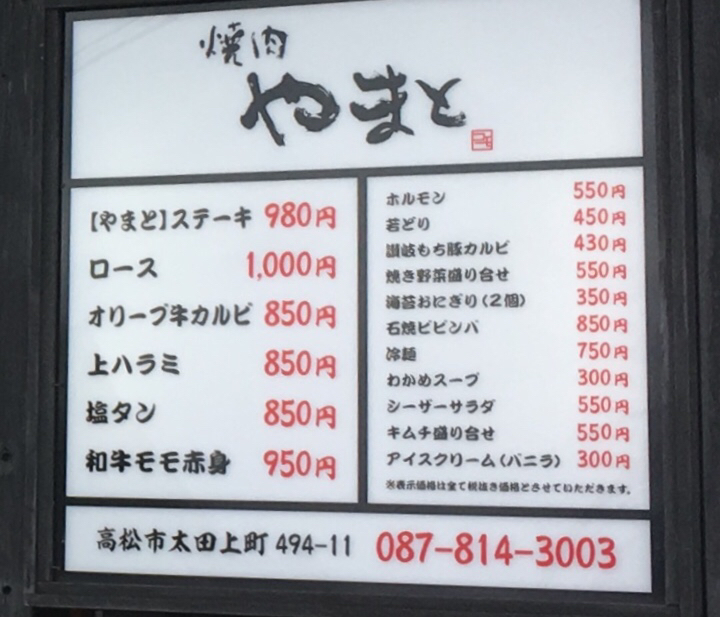 焼肉
やまと
【やまと】ステーキ 980円
ロース 1,000円
オリーブ牛カルビ 850円
上ハラミ 850円
塩タン 850円
和牛モモ赤身 950円
ホルモン 550円
若どり 450円
讃岐もち豚カルビ 430円
焼き野菜盛り合せ 550円
海苔おにぎり(2個) 350円
石焼ビビンバ 850円
冷麺 750円
わかめスープ 300円
シーザーサラダ 550円
キムチ盛り合せ 550円
アイスクリーム(バニラ) 300円
※表示価格は全て税抜き価格とさせていただきます。
高松市太田上町 494-11 087-814-3003